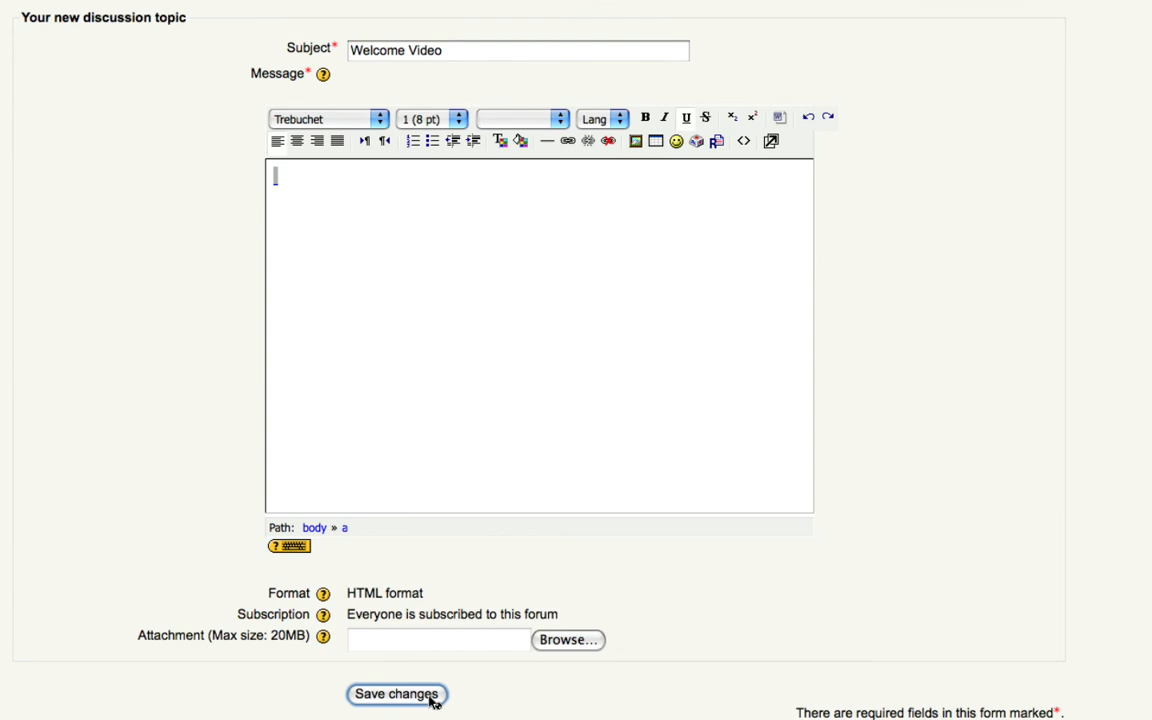 Your new discussion topic
Subject*
Welcome Video
Message* ?
Trebuchet 1 (8 pt) Lang B I U S x₂ x²
Path: body » a
?
Format ? HTML format
Subscription ? Everyone is subscribed to this forum
Attachment (Max size: 20MB) ? Browse...
Save changes
There are required fields in this form marked*.